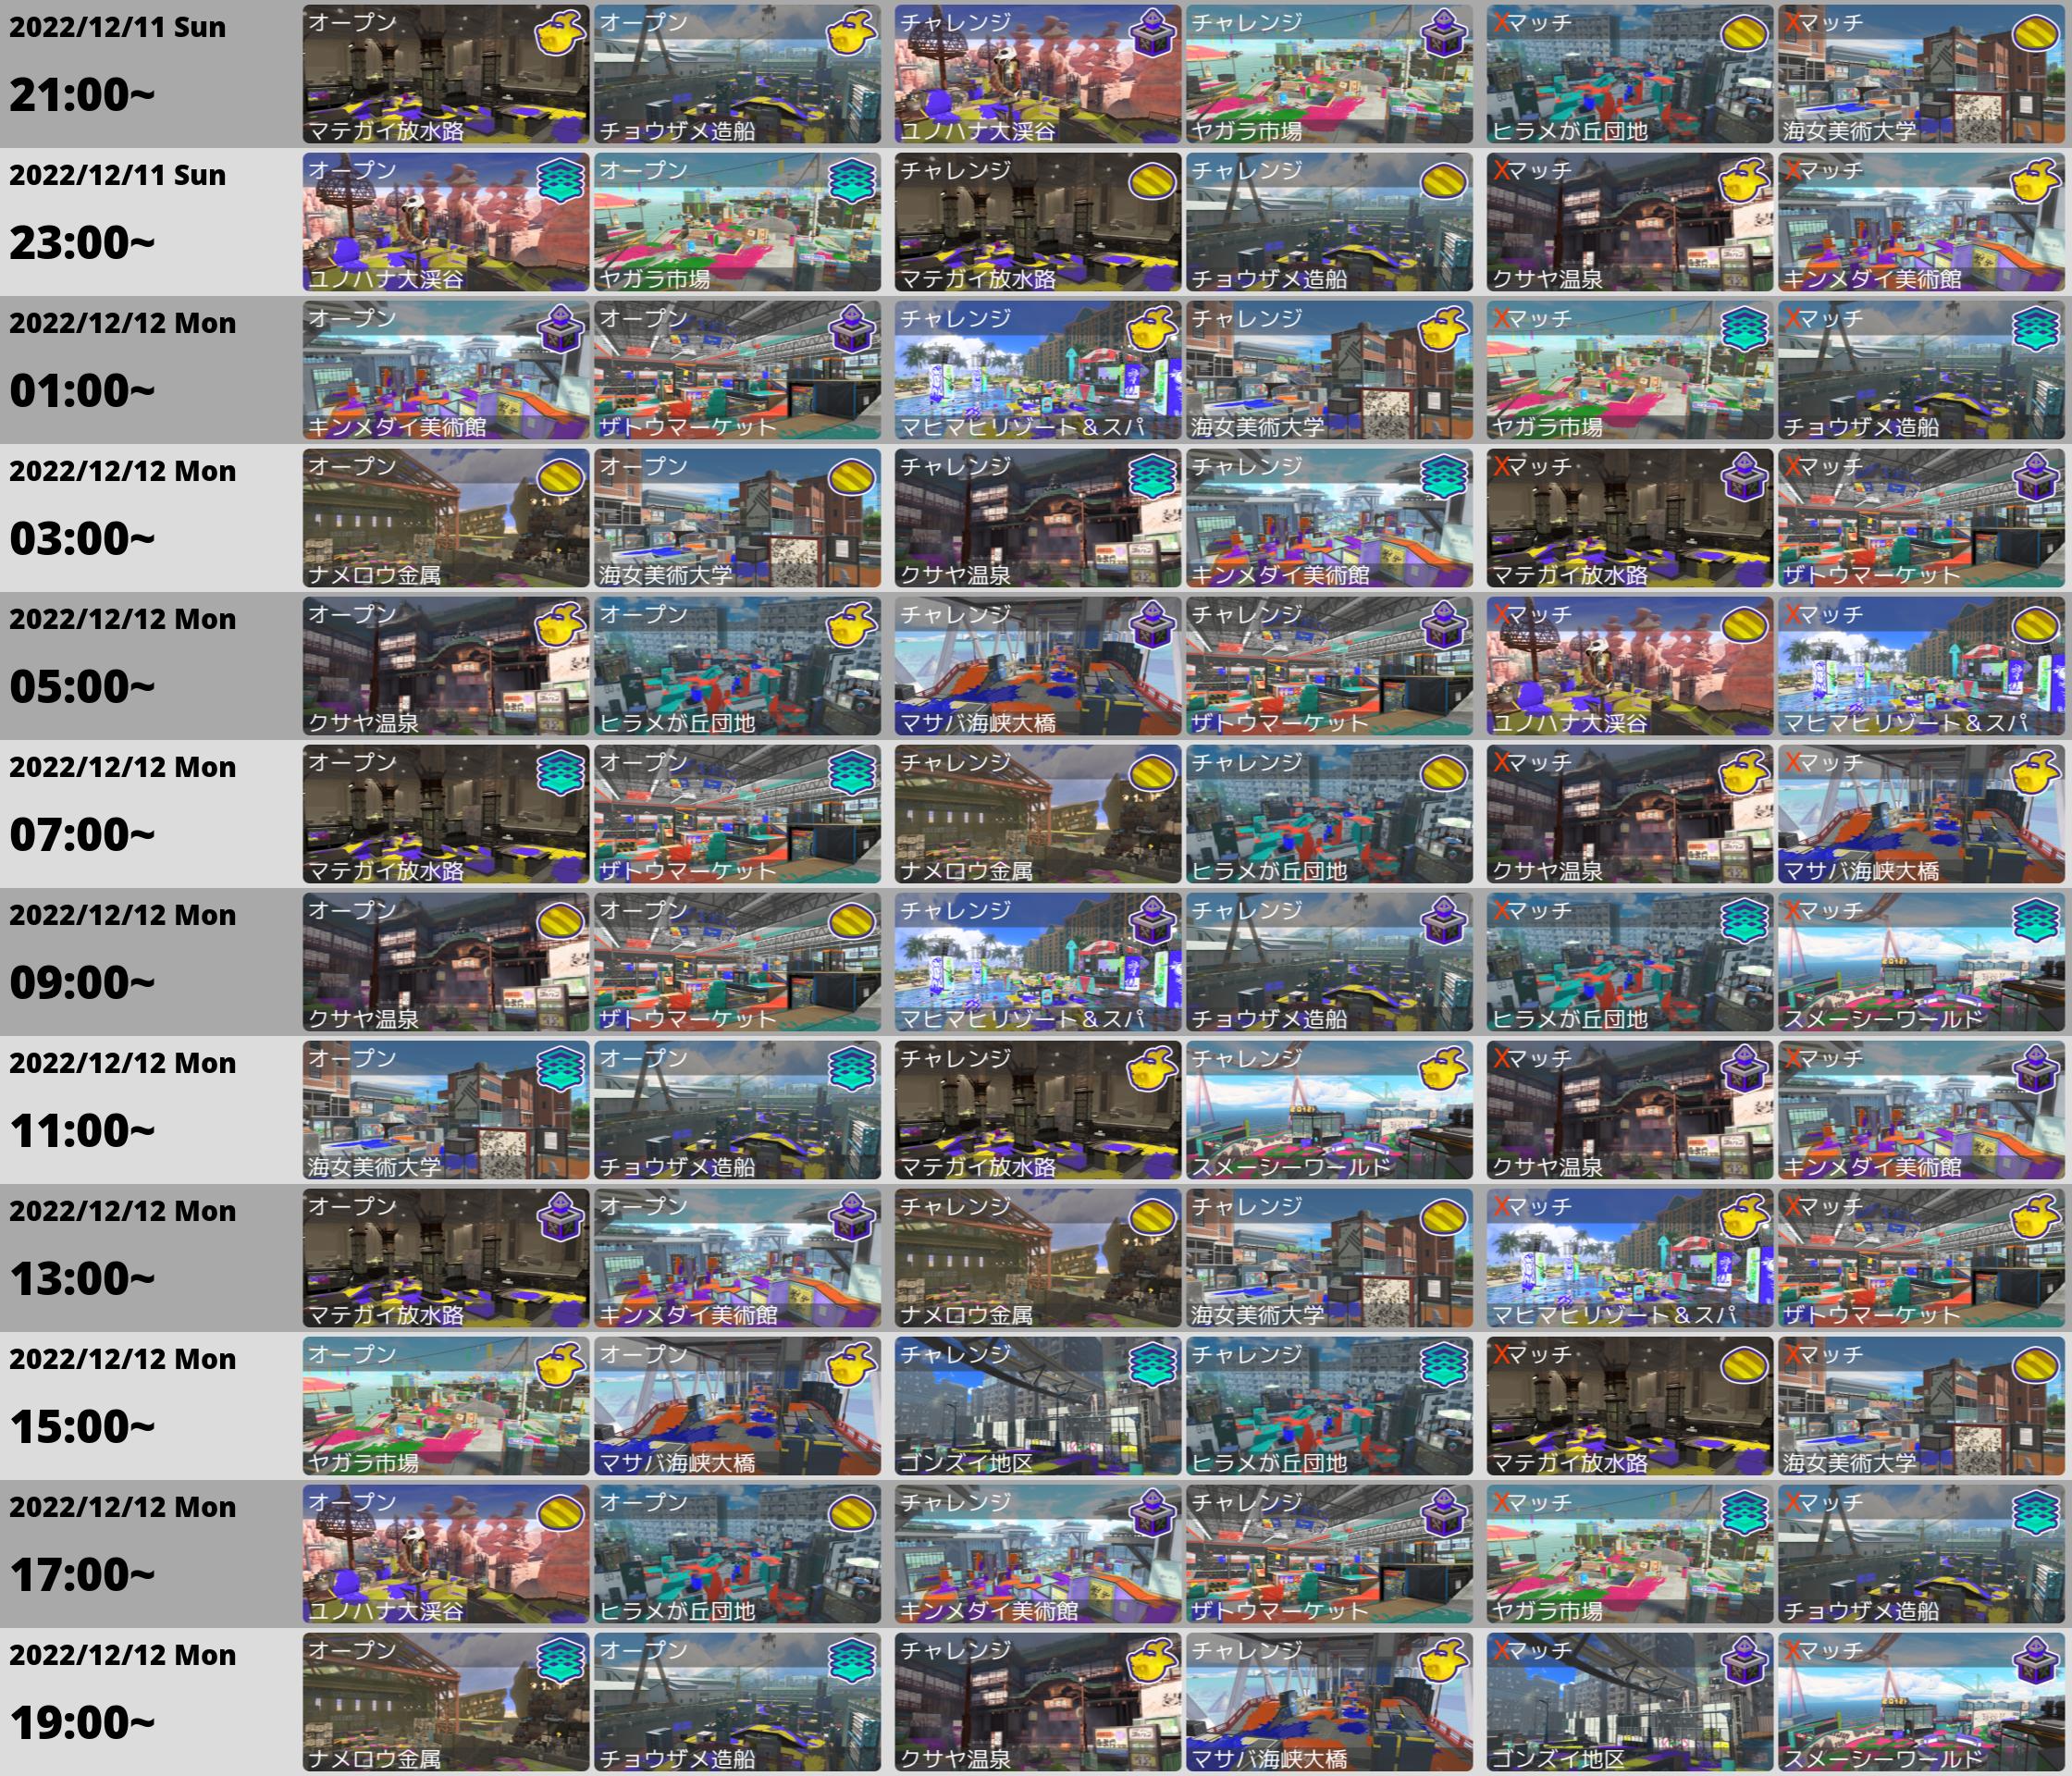 2022/12/11 Sun
21:00~
オープン
マテガイ放水路
オープン
チョウザメ造船
チャレンジ
ユノハナ大渓谷
チャレンジ
ヤガラ市場
Xマッチ
ヒラメが丘団地
Xマッチ
海女美術大学
2022/12/11 Sun
23:00~
オープン
ユノハナ大渓谷
オープン
ヤガラ市場
チャレンジ
マテガイ放水路
チャレンジ
チョウザメ造船
Xマッチ
クサヤ温泉
Xマッチ
キンメダイ美術館
2022/12/12 Mon
01:00~
オープン
キンメダイ美術館
オープン
ザトウマーケット
チャレンジ
マヒマヒリゾート＆スパ
チャレンジ
海女美術大学
Xマッチ
ヤガラ市場
Xマッチ
チョウザメ造船
2022/12/12 Mon
03:00~
オープン
ナメロウ金属
オープン
海女美術大学
チャレンジ
クサヤ温泉
チャレンジ
キンメダイ美術館
Xマッチ
マテガイ放水路
Xマッチ
ザトウマーケット
2022/12/12 Mon
05:00~
オープン
クサヤ温泉
オープン
ヒラメが丘団地
チャレンジ
マサバ海峡大橋
チャレンジ
ザトウマーケット
Xマッチ
ユノハナ大渓谷
Xマッチ
マヒマヒリゾート＆スパ
2022/12/12 Mon
07:00~
オープン
マテガイ放水路
オープン
ザトウマーケット
チャレンジ
ナメロウ金属
チャレンジ
ヒラメが丘団地
Xマッチ
クサヤ温泉
Xマッチ
マサバ海峡大橋
2022/12/12 Mon
09:00~
オープン
クサヤ温泉
オープン
ザトウマーケット
チャレンジ
マヒマヒリゾート＆スパ
チャレンジ
チョウザメ造船
Xマッチ
ヒラメが丘団地
Xマッチ
スメーシーワールド
2022/12/12 Mon
11:00~
オープン
海女美術大学
オープン
チョウザメ造船
チャレンジ
マテガイ放水路
チャレンジ
スメーシーワールド
Xマッチ
クサヤ温泉
Xマッチ
キンメダイ美術館
2022/12/12 Mon
13:00~
オープン
マテガイ放水路
オープン
キンメダイ美術館
チャレンジ
ナメロウ金属
チャレンジ
海女美術大学
Xマッチ
マヒマヒリゾート＆スパ
Xマッチ
ザトウマーケット
2022/12/12 Mon
15:00~
オープン
ヤガラ市場
オープン
マサバ海峡大橋
チャレンジ
ゴンズイ地区
チャレンジ
ヒラメが丘団地
Xマッチ
マテガイ放水路
Xマッチ
海女美術大学
2022/12/12 Mon
17:00~
オープン
ユノハナ大渓谷
オープン
ヒラメが丘団地
チャレンジ
キンメダイ美術館
チャレンジ
ザトウマーケット
Xマッチ
ヤガラ市場
Xマッチ
チョウザメ造船
2022/12/12 Mon
19:00~
オープン
ナメロウ金属
オープン
チョウザメ造船
チャレンジ
クサヤ温泉
チャレンジ
マサバ海峡大橋
Xマッチ
ゴンズイ地区
Xマッチ
スメーシーワールド